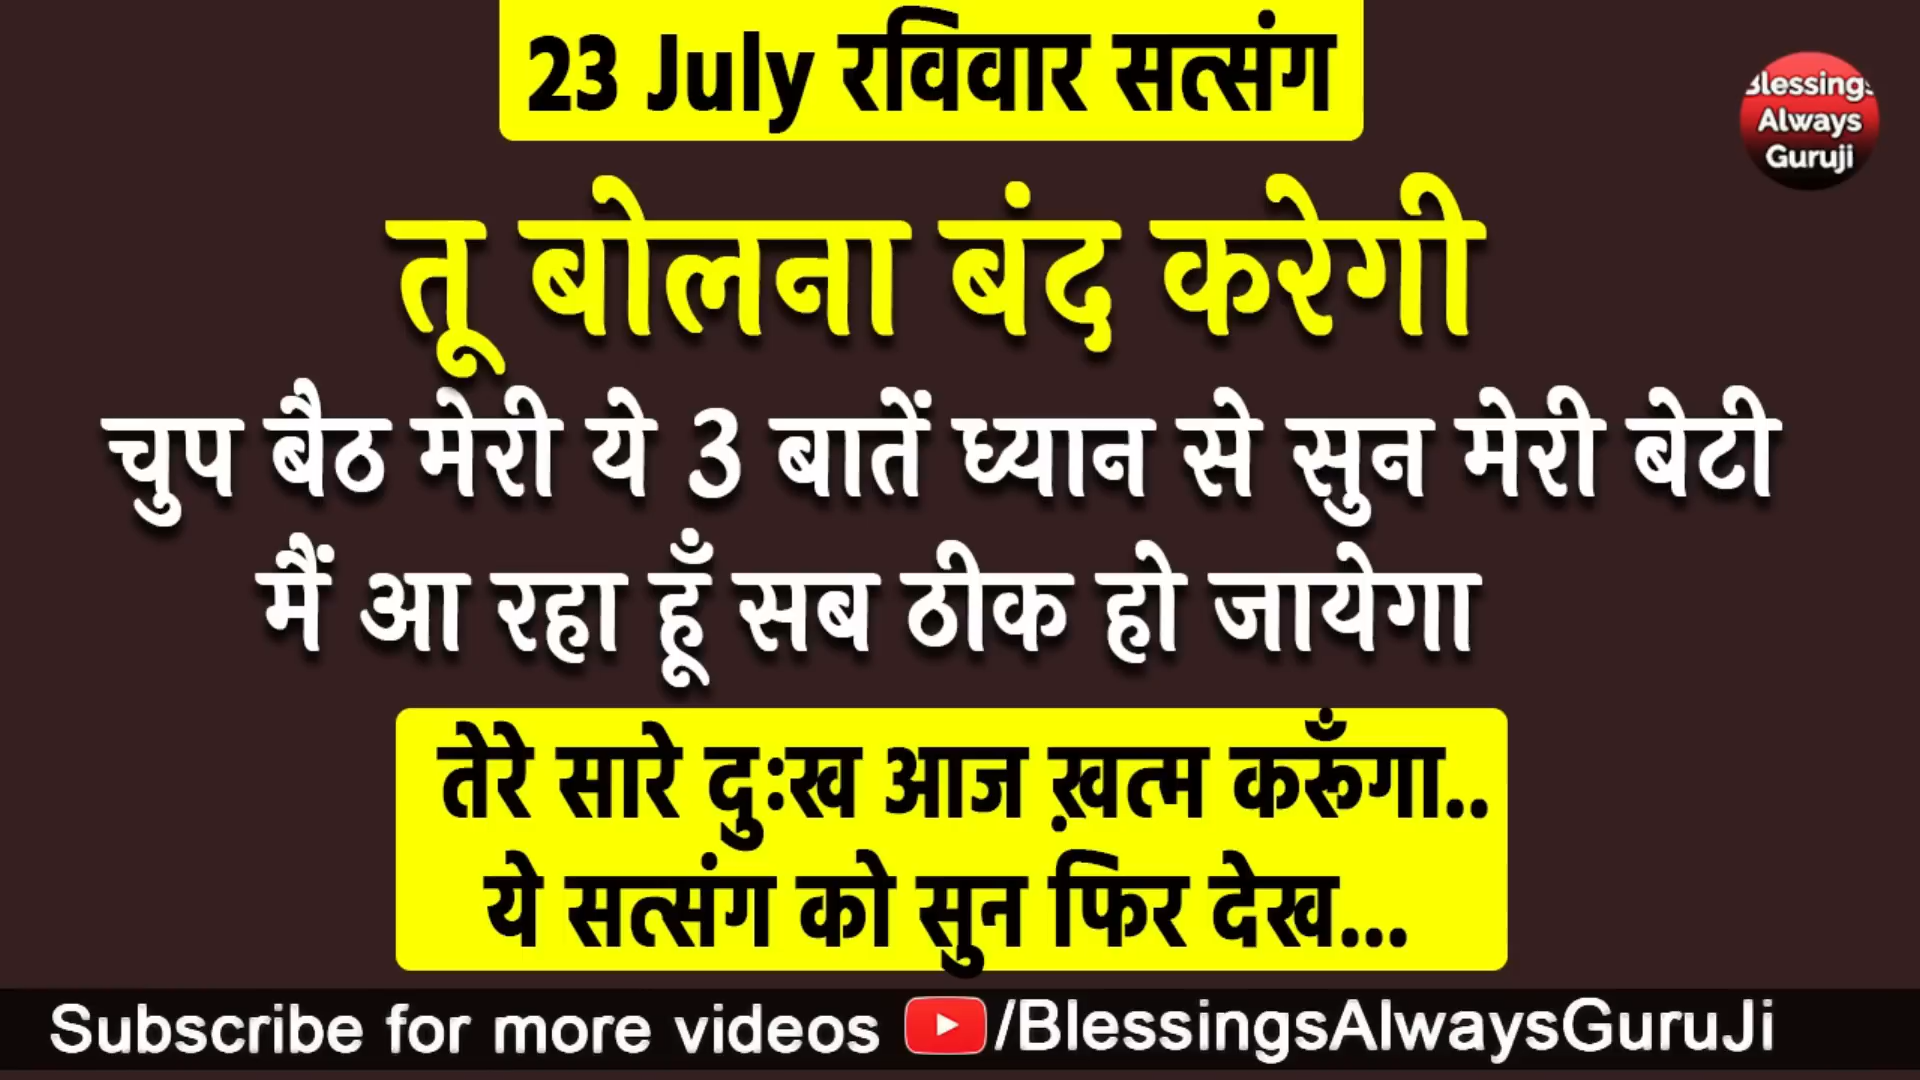 23 July रविवार सत्संग
Blessings
Always
Guruji
तू बोलना बंद करेगी
चुप बैठ मेरी ये 3 बातें ध्यान से सुन मेरी बेटी
मैं आ रहा हूँ सब ठीक हो जायेगा
तेरे सारे दुःख आज ख़त्म करूँगा..
ये सत्संग को सुन फिर देख...
Subscribe for more videos /BlessingsAlwaysGuruJi